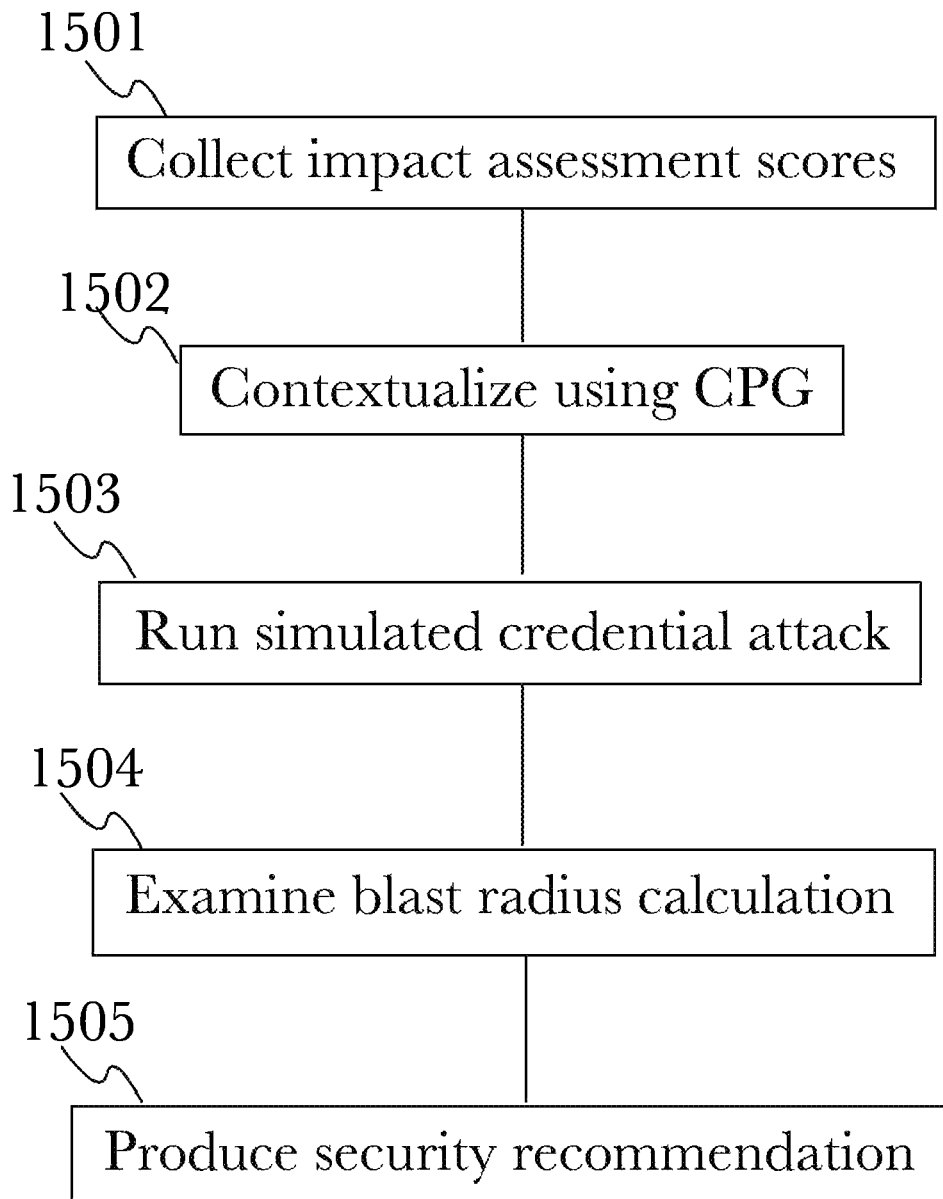 1501
Collect impact assessment scores
1502
Contextualize using CPG
1503
Run simulated credential attack
1504
Examine blast radius calculation
1505
Produce security recommendation